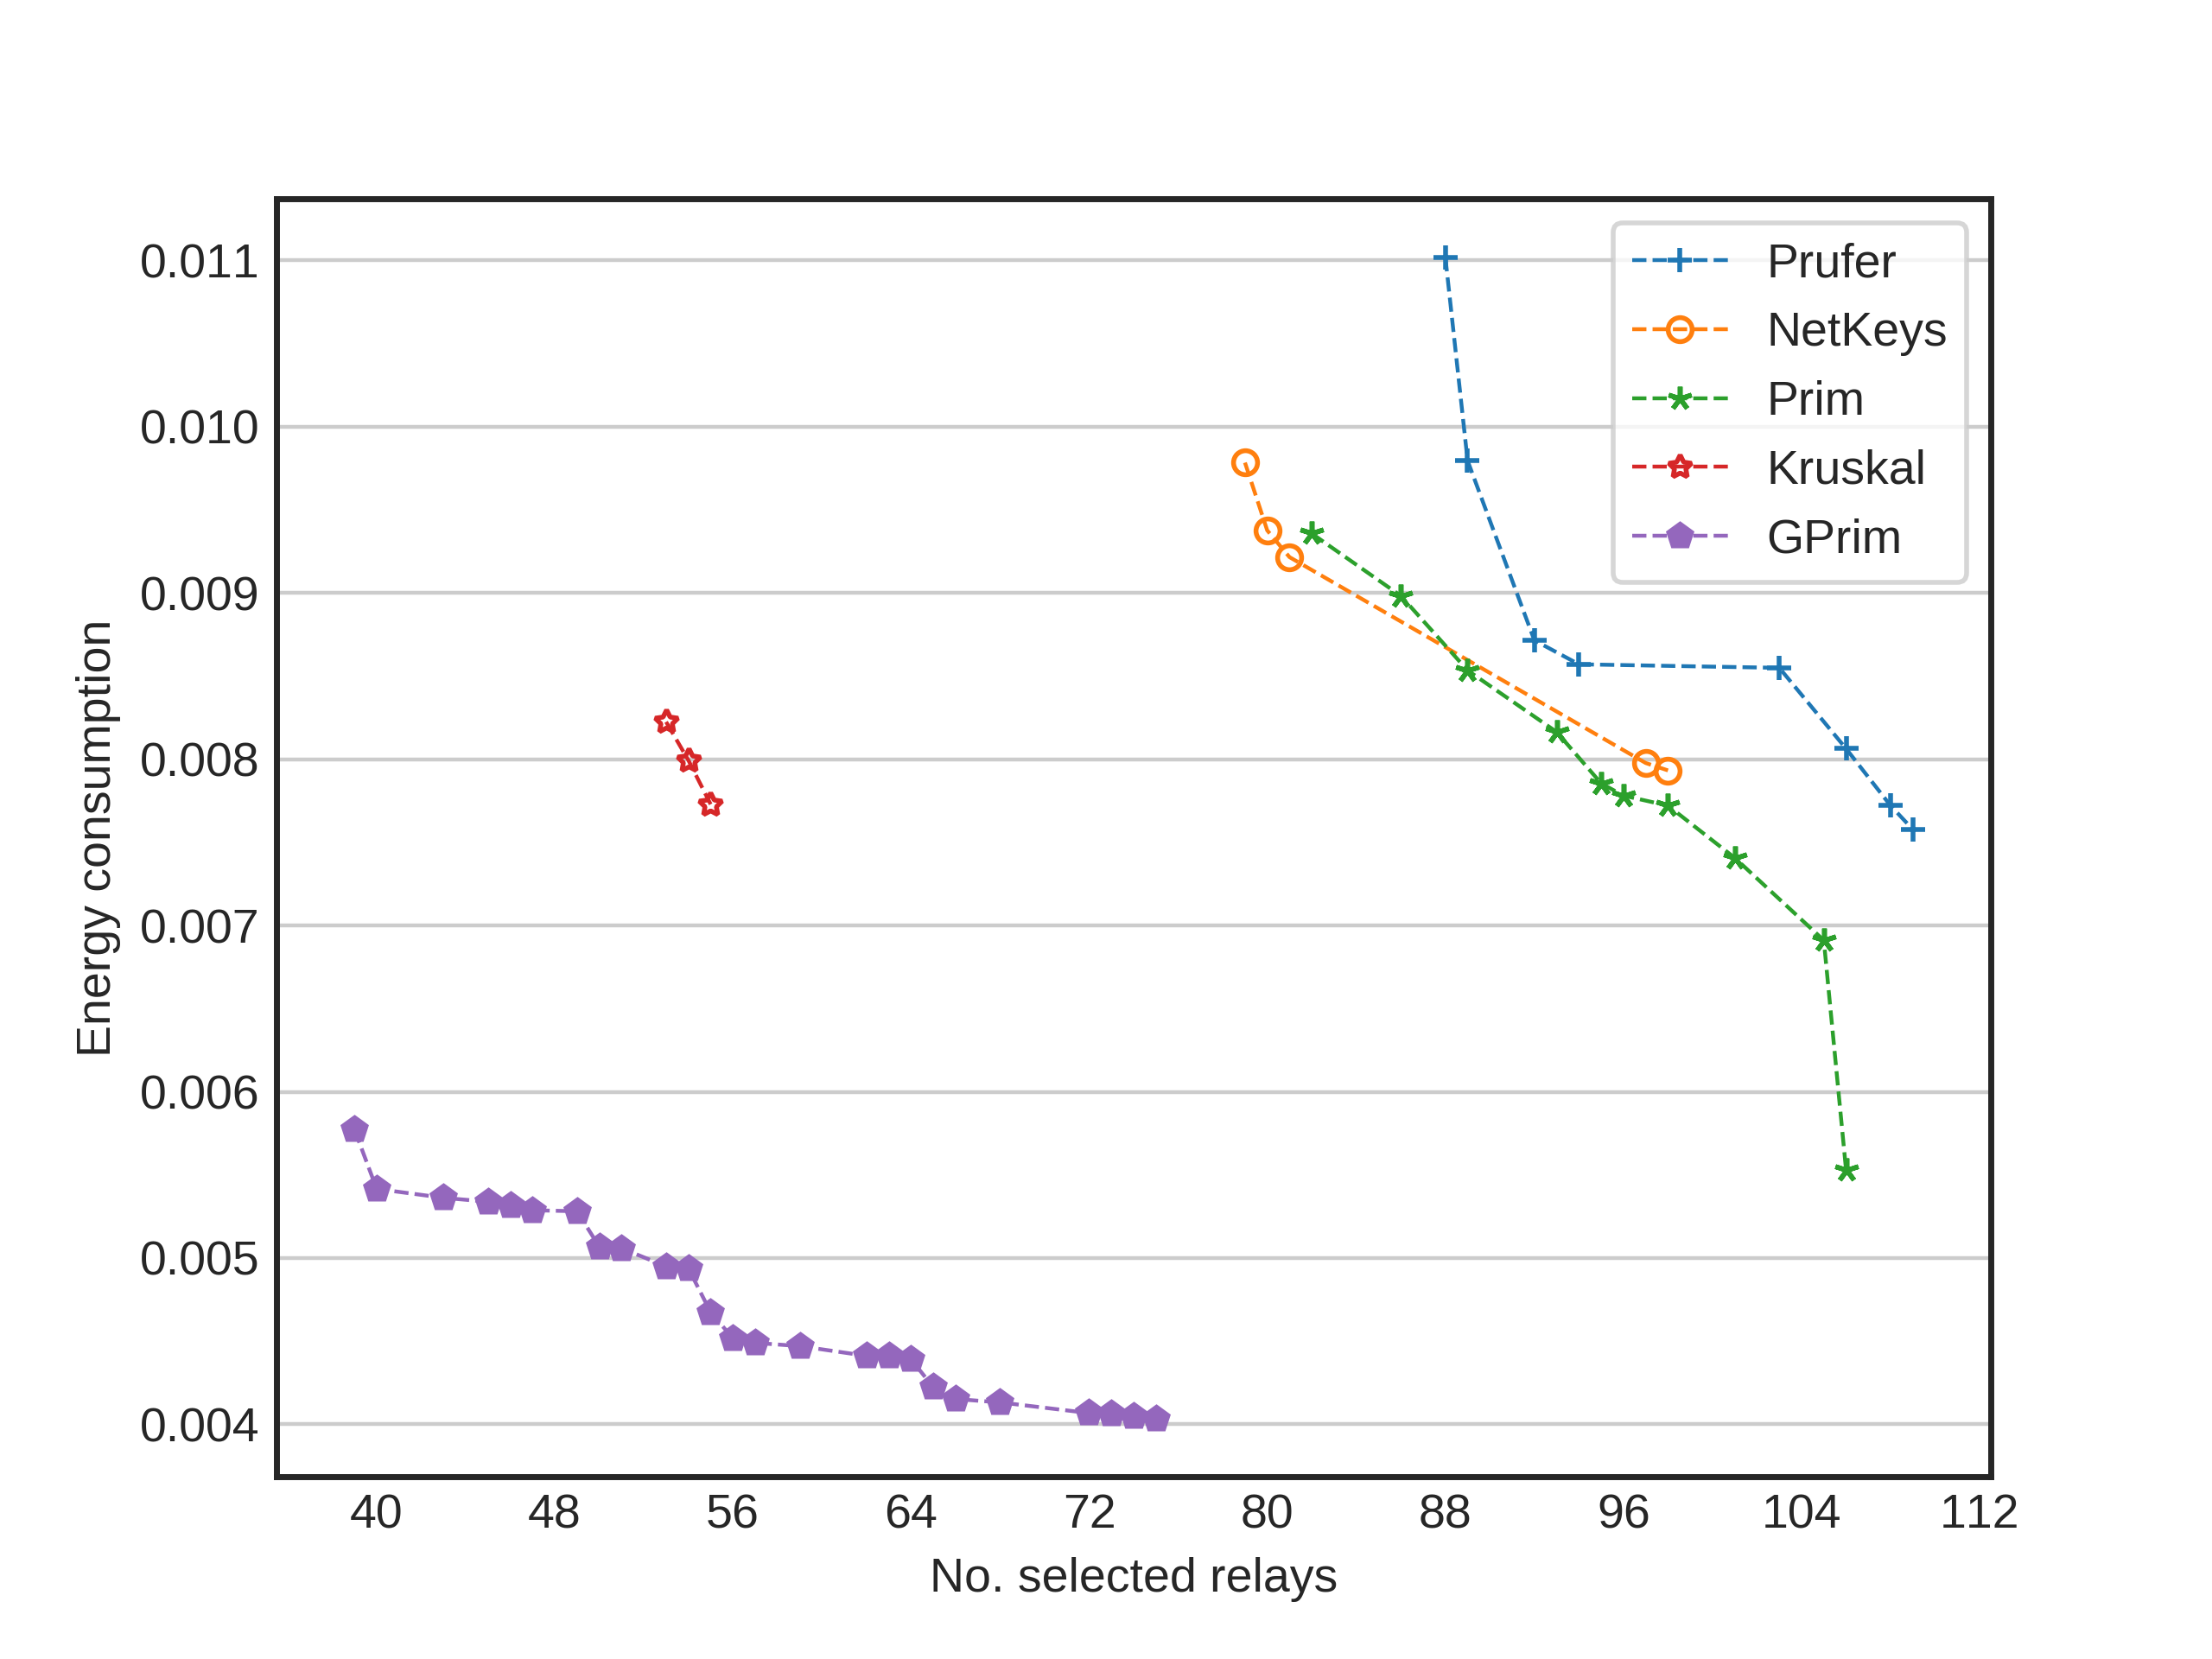 0.011
0.010
0.009
0.008
0.007
0.006
0.005
0.004
Energy consumption
40 48 56 64 72 80 88 96 104 112
No. selected relays
Prufer
NetKeys
Prim
Kruskal
GPrim